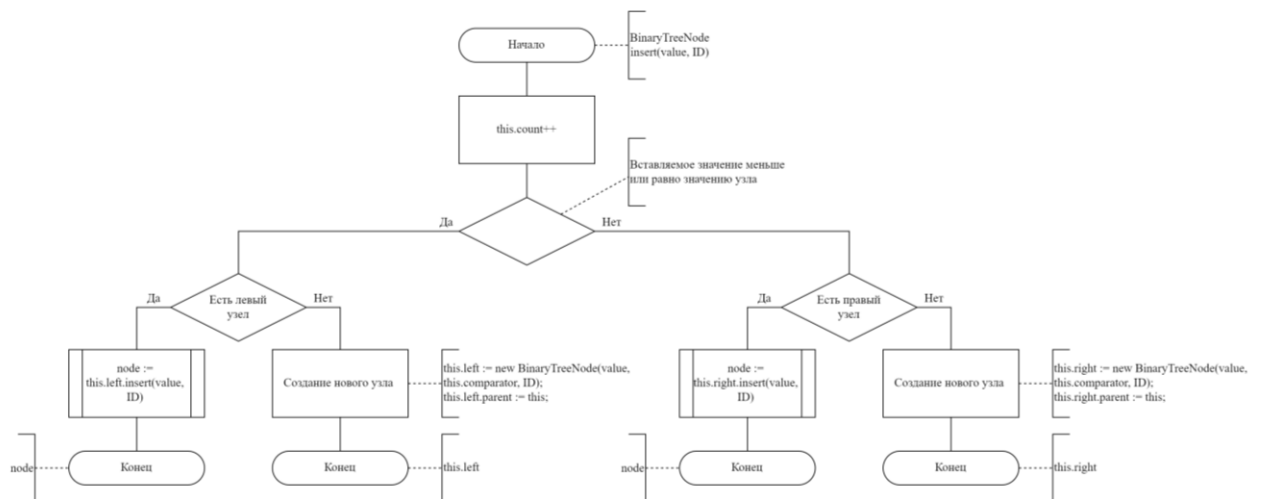 Начало
BinaryTreeNode
insert(value, ID)
this.count++
Вставляемое значение меньше
или равно значению узла
Да
Нет
Да
Есть левый
узел
Нет
Да
Есть правый
узел
Нет
node :=
this.left.insert(value,
ID)
Создание нового узла
this.left := new BinaryTreeNode(value,
this.comparator, ID);
this.left.parent := this;
node :=
this.right.insert(value,
ID)
Создание нового узла
this.right := new BinaryTreeNode(value,
this.comparator, ID);
this.right.parent := this;
node
Конец
Конец
this.left
node
Конец
Конец
this.right